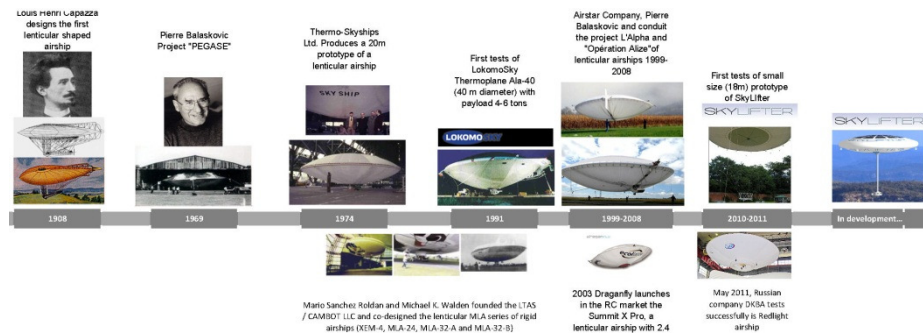 Louis Henri Capazza
designs the first
lenticular shaped
airship
Pierre Balaskovic
Project "PEGASE"
Thermo-Skyships
Ltd. Produces a 20m
prototype of a
lenticular airship
SKY SHIP
First tests of
LokomoSky
Thermoplane Ala-40
(40 m diameter) with
payload 4-6 tons
LOKOMOSKY
Airstar Company, Pierre
Balaskovic and conduit
the project L'Alpha and
"Opération Alize"of
lenticular airships 1999-
2008
First tests of small
size (18m) prototype
of SkyLIfter
SKYLIFTER
SKYLIFTER
1908
1969
1974
1991
1999-2008
2010-2011
In development...
Mario Sanchez Roldan and Michael K. Walden founded the LTAS
/ CAMBOT LLC and co-designed the lenticular MLA series of rigid
airships (XEM-4, MLA-24, MLA-32-A and MLA-32-B)
2003 Draganfly launches
in the RC market the
Summit X Pro, a
lenticular airship with 2.4
May 2011, Russian
company DKBA tests
successfully is Redlight
airship